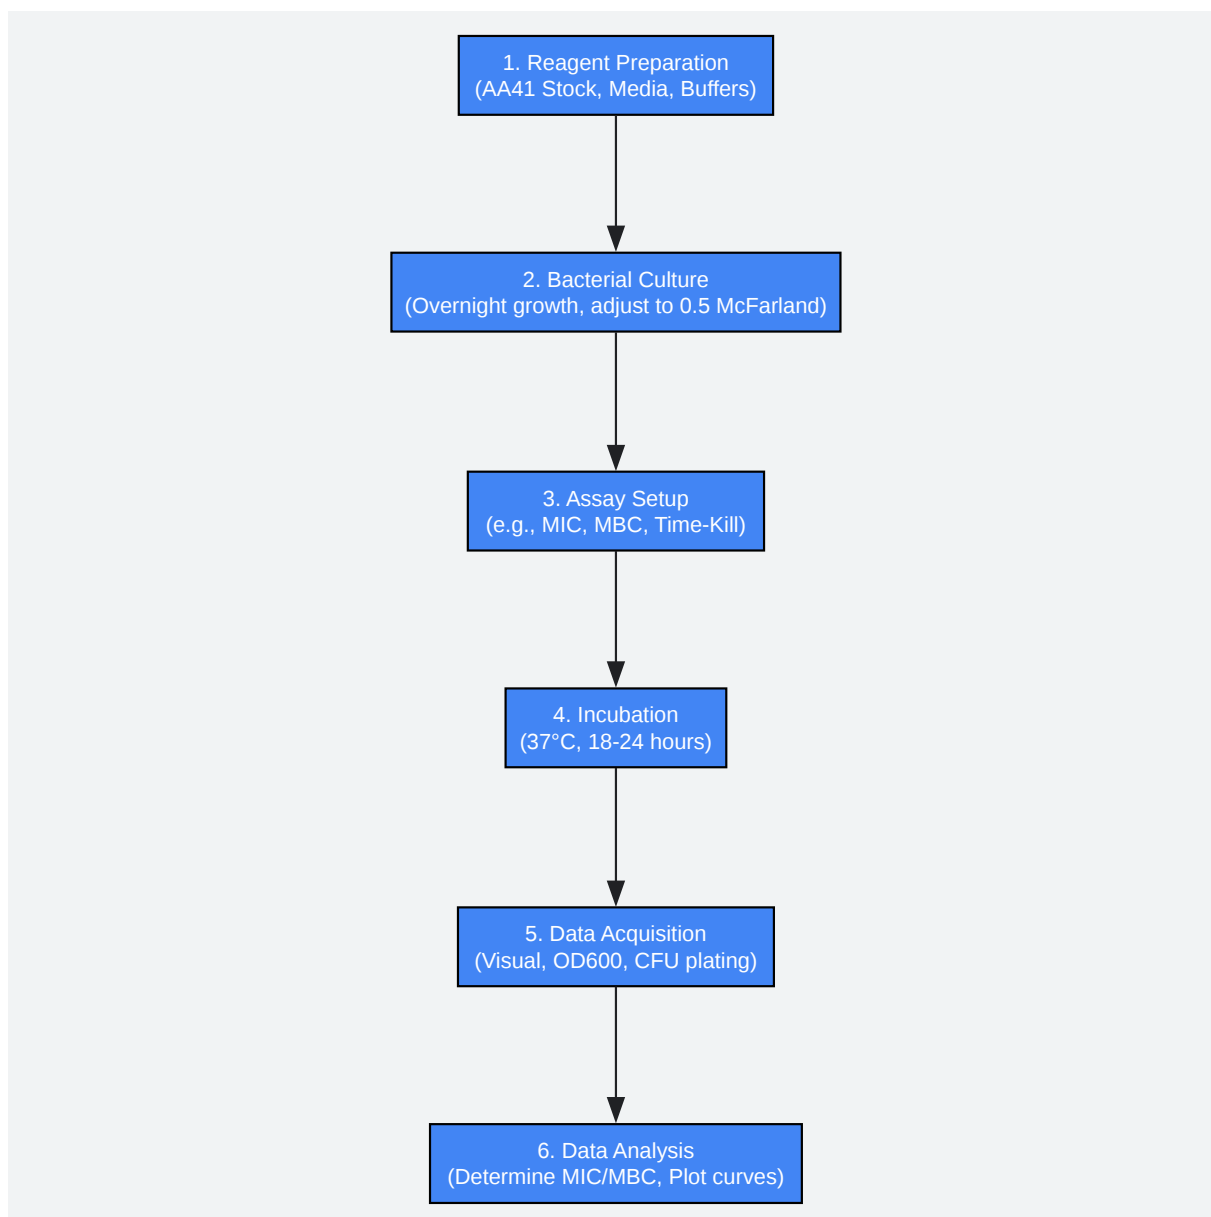 1. Reagent Preparation
(AA41 Stock, Media, Buffers)
2. Bacterial Culture
(Overnight growth, adjust to 0.5 McFarland)
3. Assay Setup
(e.g., MIC, MBC, Time-Kill)
4. Incubation
(37°C, 18-24 hours)
5. Data Acquisition
(Visual, OD600, CFU plating)
6. Data Analysis
(Determine MIC/MBC, Plot curves)